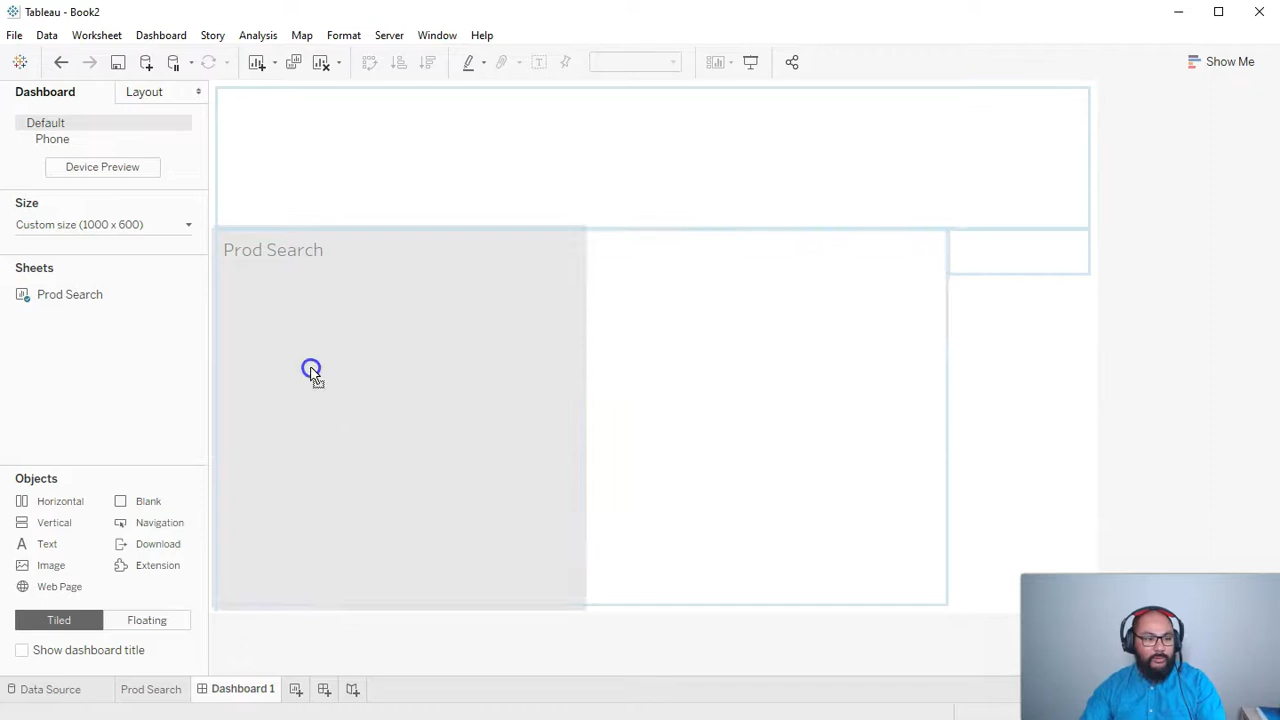 Tableau - Book2
File Data Worksheet Dashboard Story Analysis Map Format Server Window Help
Show Me
Dashboard Layout
Default
Phone
Device Preview
Size
Custom size (1000 x 600)
Sheets
Prod Search
Prod Search
Objects
Horizontal Blank
Vertical Navigation
A Text Download
Image Extension
Web Page
Tiled Floating
Show dashboard title
Data Source Prod Search Dashboard 1